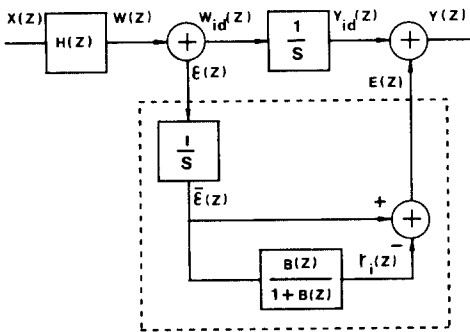 X(Z) W(Z) W_id(Z) Y_id(Z) Y(Z)
H(Z) + 1/S +
ε(Z) E(Z)
1/S
ε̄(Z)
+ +
B(Z)/1+B(Z) r_i(Z) −